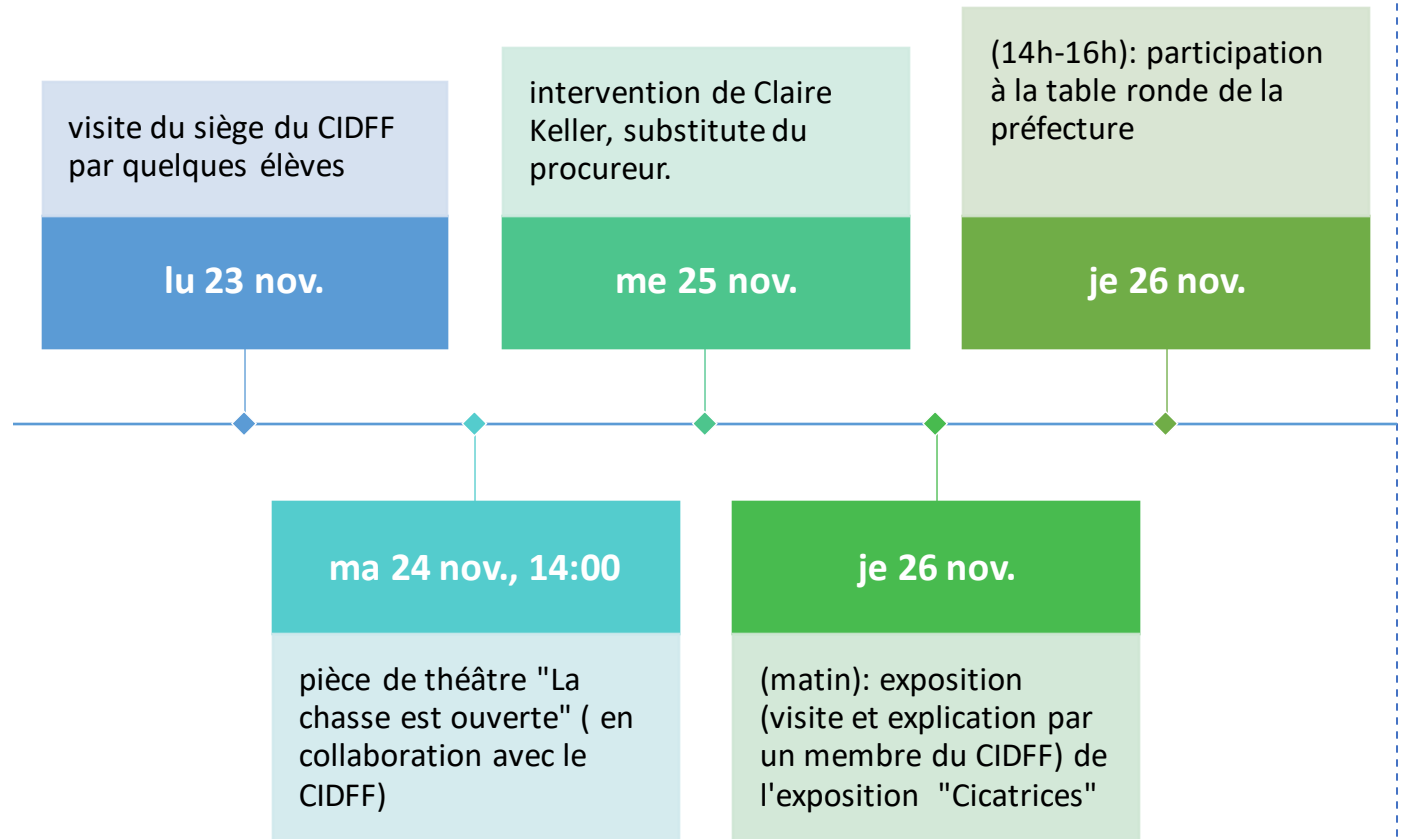 visite du siège du CIDFF
par quelques élèves
lu 23 nov.
ma 24 nov., 14:00
pièce de théâtre "La
chasse est ouverte" ( en
collaboration avec le
CIDFF)
intervention de Claire
Keller, substitute du
procureur.
me 25 nov.
je 26 nov.
(matin): exposition
(visite et explication par
un membre du CIDFF) de
l'exposition "Cicatrices"
(14h-16h): participation
à la table ronde de la
préfecture
je 26 nov.